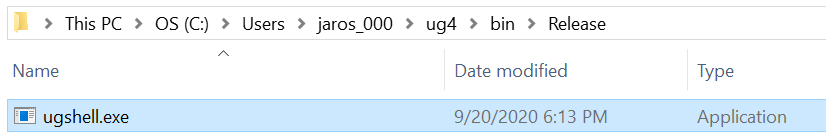 This PC > OS (C:) > Users > jaros_000 > ug4 > bin > Release
Name Date modified Type
ugshell.exe 9/20/2020 6:13 PM Application